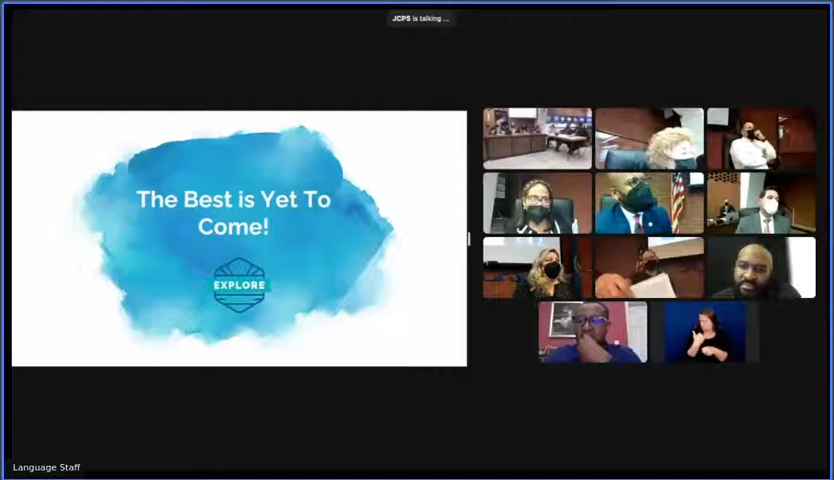 JCPS is talking ...
The Best is Yet To
Come!
EXPLORE
Language Staff